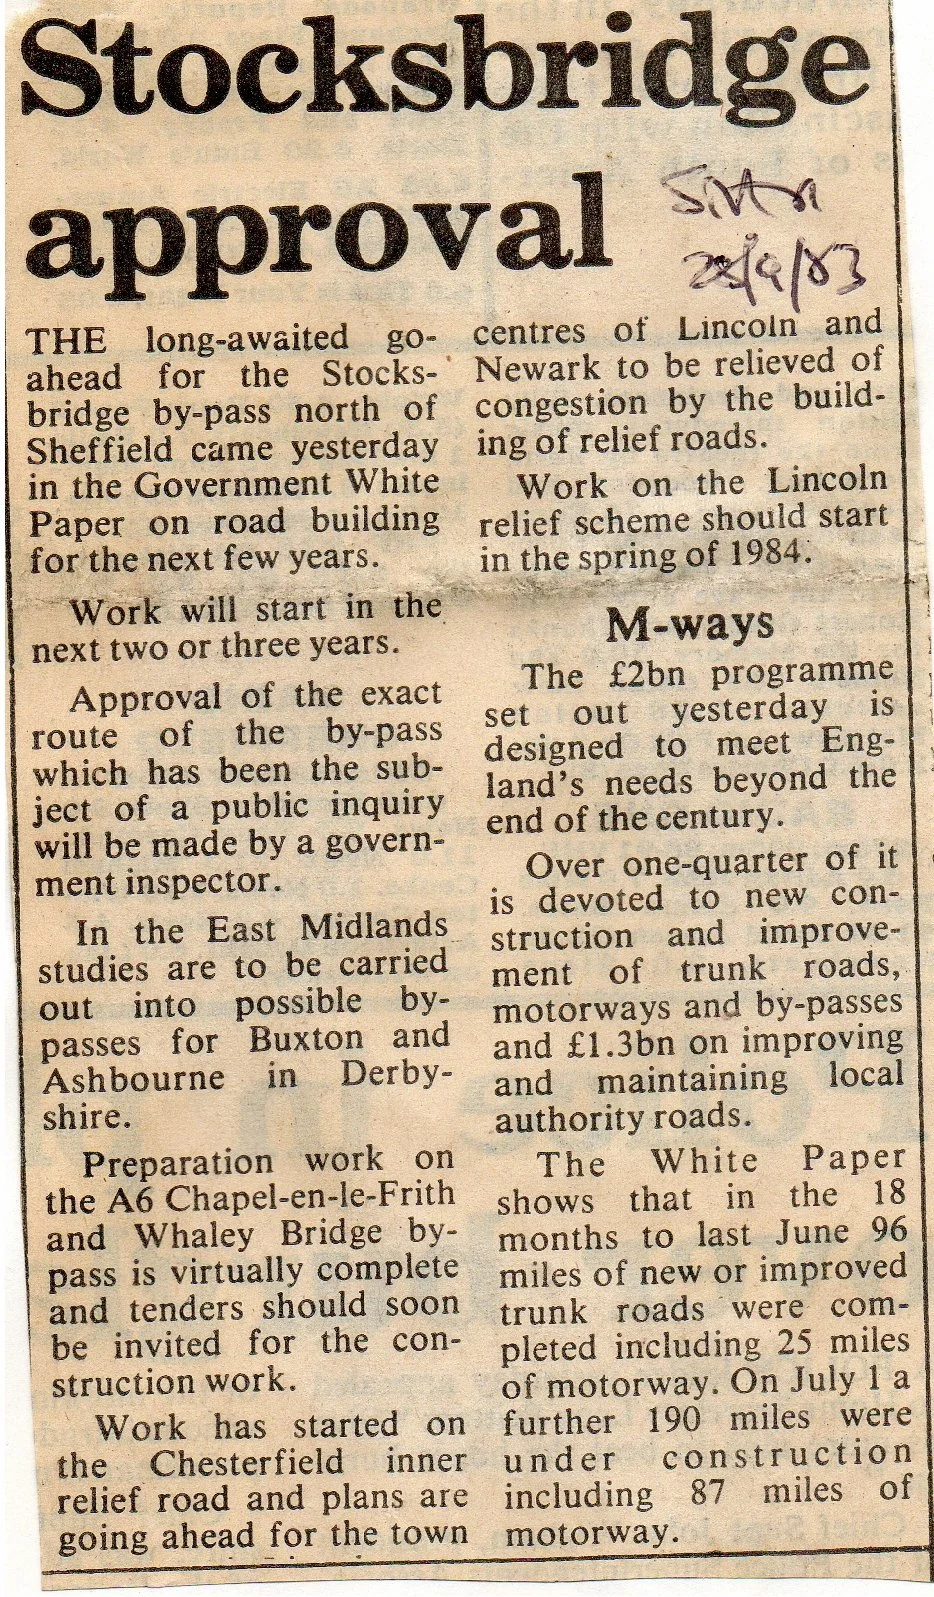 Stocksbridge
approval
28/9/83
THE long-awaited go-
ahead for the Stocks-
bridge by-pass north of
Sheffield came yesterday
in the Government White
Paper on road building
for the next few years.
Work will start in the
next two or three years.
Approval of the exact
route of the by-pass
which has been the sub-
ject of a public inquiry
will be made by a govern-
ment inspector.
In the East Midlands
studies are to be carried
out into possible by-
passes for Buxton and
Ashbourne in Derby-
shire.
Preparation work on
the A6 Chapel-en-le-Frith
and Whaley Bridge by-
pass is virtually complete
and tenders should soon
be invited for the con-
struction work.
Work has started on
the Chesterfield inner
relief road and plans are
going ahead for the town
centres of Lincoln and
Newark to be relieved of
congestion by the build-
ing of relief roads.
Work on the Lincoln
relief scheme should start
in the spring of 1984.
M-ways
The £2bn programme
set out yesterday is
designed to meet Eng-
land's needs beyond the
end of the century.
Over one-quarter of it
is devoted to new con-
struction and improve-
ment of trunk roads,
motorways and by-passes
and £1.3bn on improving
and maintaining local
authority roads.
The White Paper
shows that in the 18
months to last June 96
miles of new or improved
trunk roads were com-
pleted including 25 miles
of motorway. On July 1 a
further 190 miles were
under construction
including 87 miles of
motorway.